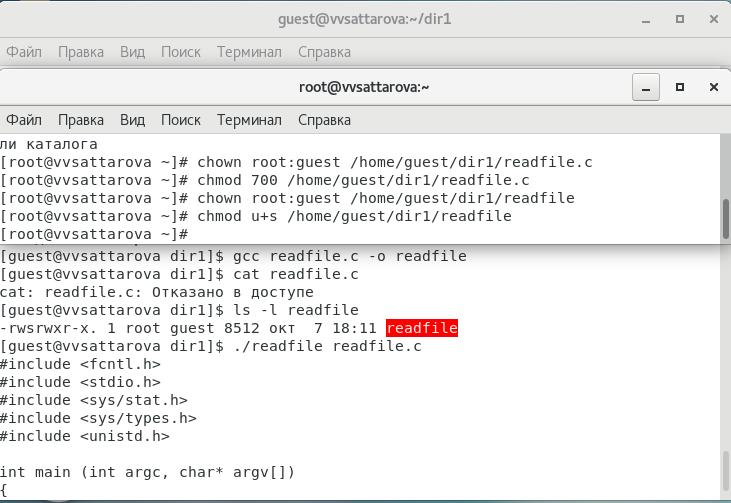 guest@vvsattarova:~/dir1
Файл Правка Вид Поиск Терминал Справка
root@vvsattarova:~
Файл Правка Вид Поиск Терминал Справка
ли каталога
[root@vvsattarova ~]# chown root:guest /home/guest/dir1/readfile.c
[root@vvsattarova ~]# chmod 700 /home/guest/dir1/readfile.c
[root@vvsattarova ~]# chown root:guest /home/guest/dir1/readfile
[root@vvsattarova ~]# chmod u+s /home/guest/dir1/readfile
[root@vvsattarova ~]#
[guest@vvsattarova dir1]$ gcc readfile.c -o readfile
[guest@vvsattarova dir1]$ cat readfile.c
cat: readfile.c: Отказано в доступе
[guest@vvsattarova dir1]$ ls -l readfile
-rwsrwxr-x. 1 root guest 8512 окт  7 18:11 readfile
[guest@vvsattarova dir1]$ ./readfile readfile.c
#include <fcntl.h>
#include <stdio.h>
#include <sys/stat.h>
#include <sys/types.h>
#include <unistd.h>
int main (int argc, char* argv[])
{